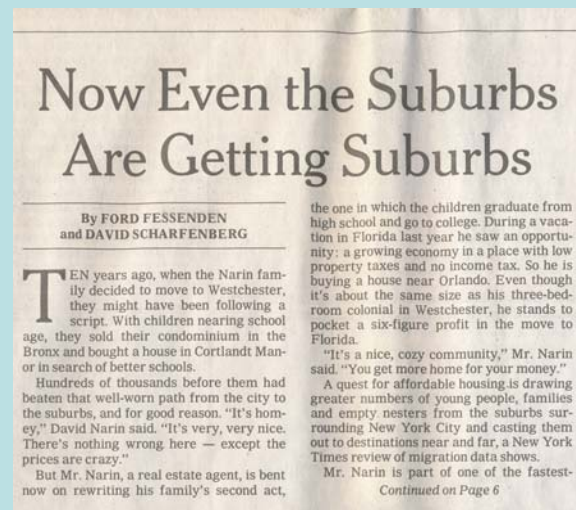 Now Even the Suburbs
Are Getting Suburbs
By FORD FESSENDEN
and DAVID SCHARFENBERG
TEN years ago, when the Narin fam-
ily decided to move to Westchester,
they might have been following a
script. With children nearing school
age, they sold their condominium in the
Bronx and bought a house in Cortlandt Man-
or in search of better schools.
Hundreds of thousands before them had
beaten that well-worn path from the city to
the suburbs, and for good reason. "It's hom-
ey," David Narin said. "It's very, very nice.
There's nothing wrong here — except the
prices are crazy."
But Mr. Narin, a real estate agent, is bent
now on rewriting his family's second act,
the one in which the children graduate from
high school and go to college. During a vaca-
tion in Florida last year he saw an opportu-
nity: a growing economy in a place with low
property taxes and no income tax. So he is
buying a house near Orlando. Even though
it's about the same size as his three-bed-
room colonial in Westchester, he stands to
pocket a six-figure profit in the move to
Florida.
"It's a nice, cozy community," Mr. Narin
said. "You get more home for your money."
A quest for affordable housing is drawing
greater numbers of young people, families
and empty nesters from the suburbs sur-
rounding New York City and casting them
out to destinations near and far, a New York
Times review of migration data shows.
Mr. Narin is part of one of the fastest-
Continued on Page 6